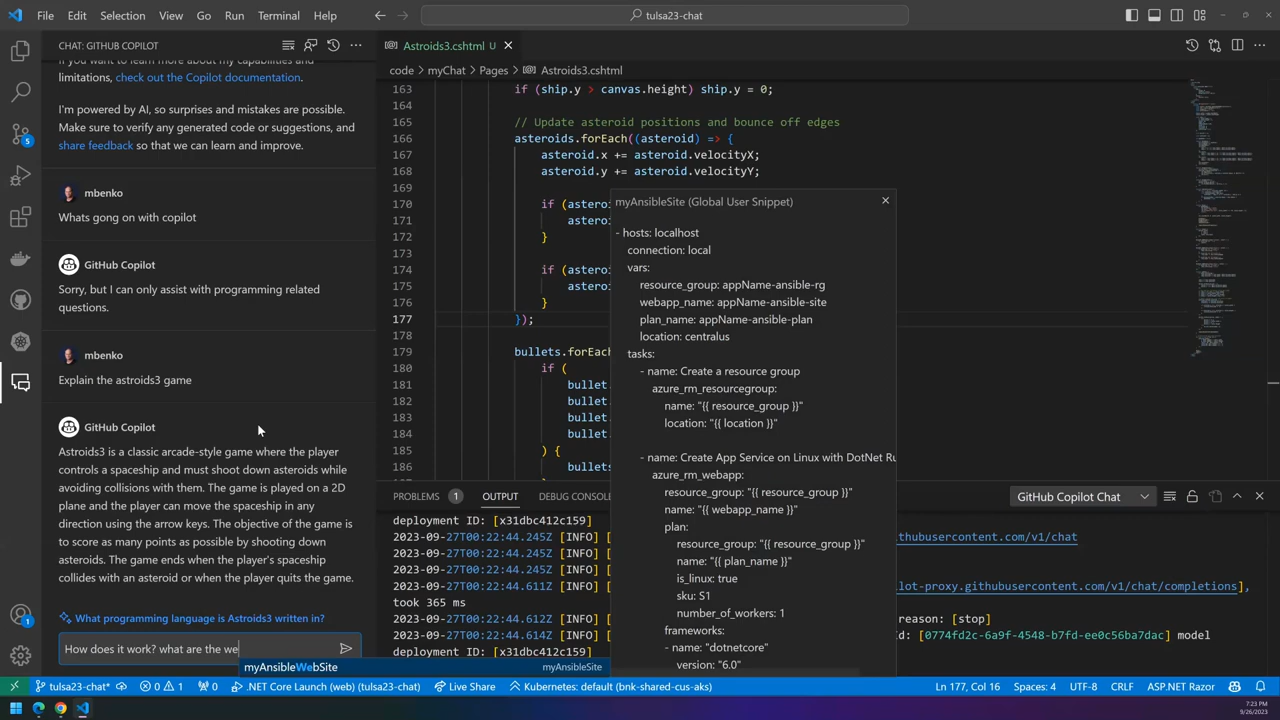 File Edit Selection View Go Run Terminal Help
tulsa23-chat
CHAT: GITHUB COPILOT
limitations, check out the Copilot documentation.
I'm powered by AI, so surprises and mistakes are possible.
Make sure to verify any generated code or suggestions, and
share feedback so that we can learn and improve.
mbenko
Whats gong on with copilot
GitHub Copilot
Sorry, but I can only assist with programming related
questions.
mbenko
Explain the astroids3 game
GitHub Copilot
Astroids3 is a classic arcade-style game where the player
controls a spaceship and must shoot down asteroids while
avoiding collisions with them. The game is played on a 2D
plane and the player can move the spaceship in any
direction using the arrow keys. The objective of the game is
to score as many points as possible by shooting down
asteroids. The game ends when the player's spaceship
collides with an asteroid or when the player quits the game.
What programming language is Astroids3 written in?
How does it work? what are the we
myAnsibleWebSite myAnsibleSite
5
1
Astroids3.cshtml U
code > myChat > Pages > Astroids3.cshtml
163 if (ship.y > canvas.height) ship.y = 0;
164
165 // Update asteroid positions and bounce off edges
166 asteroids.forEach((asteroid) => {
167 asteroid.x += asteroid.velocityX;
168 asteroid.y += asteroid.velocityY;
169
170 if (astero
171 astero
172 }
173
174 if (astero
175 astero
176 }
177 });
179 bullets.forEach
180 if (
181 bullet.
182 bullet.
183 bullet.
184 bullet.
185 ) {
186 bullets
myAnsibleSite (Global User Snippet)
- hosts: localhost
connection: local
vars:
resource_group: appName-ansible-rg
webapp_name: appName-ansible-site
plan_name: appName-ansible-plan
location: centralus
tasks:
- name: Create a resource group
azure_rm_resourcegroup:
name: "{{ resource_group }}"
location: "{{ location }}"
- name: Create App Service on Linux with DotNet Ru
azure_rm_webapp:
resource_group: "{{ resource_group }}"
name: "{{ webapp_name }}"
plan:
resource_group: "{{ resource_group }}"
name: "{{ plan_name }}"
is_linux: true
sku: S1
number_of_workers: 1
frameworks:
- name: "dotnetcore"
version: "6.0"
PROBLEMS 1 OUTPUT DEBUG CONSOL
GitHub Copilot Chat
deployment ID: [x31dbc412c159]
2023-09-27T00:22:44.245Z [INFO] [
2023-09-27T00:22:44.245Z [INFO] [
2023-09-27T00:22:44.245Z [INFO] [
2023-09-27T00:22:44.611Z [INFO] [
took 365 ms
2023-09-27T00:22:44.612Z [INFO] [
2023-09-27T00:22:44.614Z [INFO] [
deployment ID: [x31dbc412c159]
githubusercontent.com/v1/chat
pilot-proxy.githubusercontent.com/v1/chat/completions],
reason: [stop]
id: [0774fd2c-6a9f-4548-b7fd-ee0c56ba7dac] model
tulsa23-chat* 0 1 0 .NET Core Launch (web) (tulsa23-chat) Live Share Kubernetes: default (bnk-shared-cus-aks) Ln 177, Col 16 Spaces: 4 UTF-8 CRLF ASP.NET Razor
7:23 PM
9/26/2023